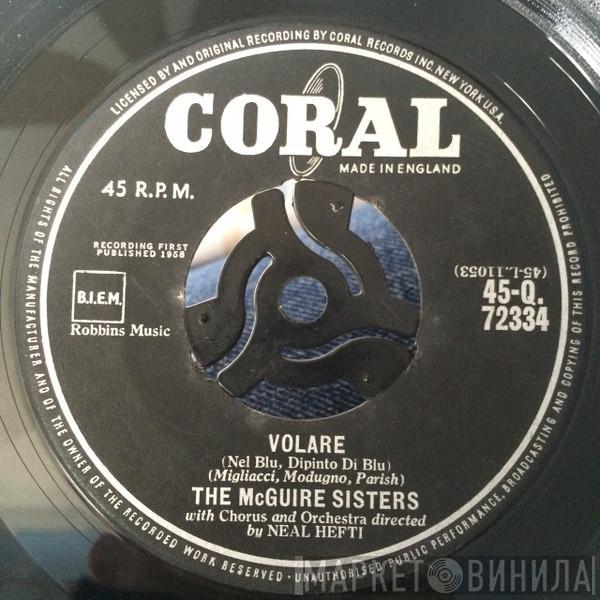 LICENSED BY AND ORIGINAL RECORDING BY CORAL RECORDS INC. NEW YORK U.S.A.
CORAL
MADE IN ENGLAND
45 R.P.M.
RECORDING FIRST
PUBLISHED 1958
B.I.E.M.
Robbins Music
(45-L.11053)
45-Q.
72334
VOLARE
(Nel Blu, Dipinto Di Blu)
(Migliacci, Modugno, Parish)
THE McGUIRE SISTERS
with Chorus and Orchestra directed
by NEAL HEFTI
ALL RIGHTS OF THE MANUFACTURER AND OF THE OWNER OF THE RECORDED WORK RESERVED · UNAUTHORISED PUBLIC PERFORMANCE, BROADCASTING AND COPYING OF THIS RECORD PROHIBITED
МАРКЕТ ВИНИЛА